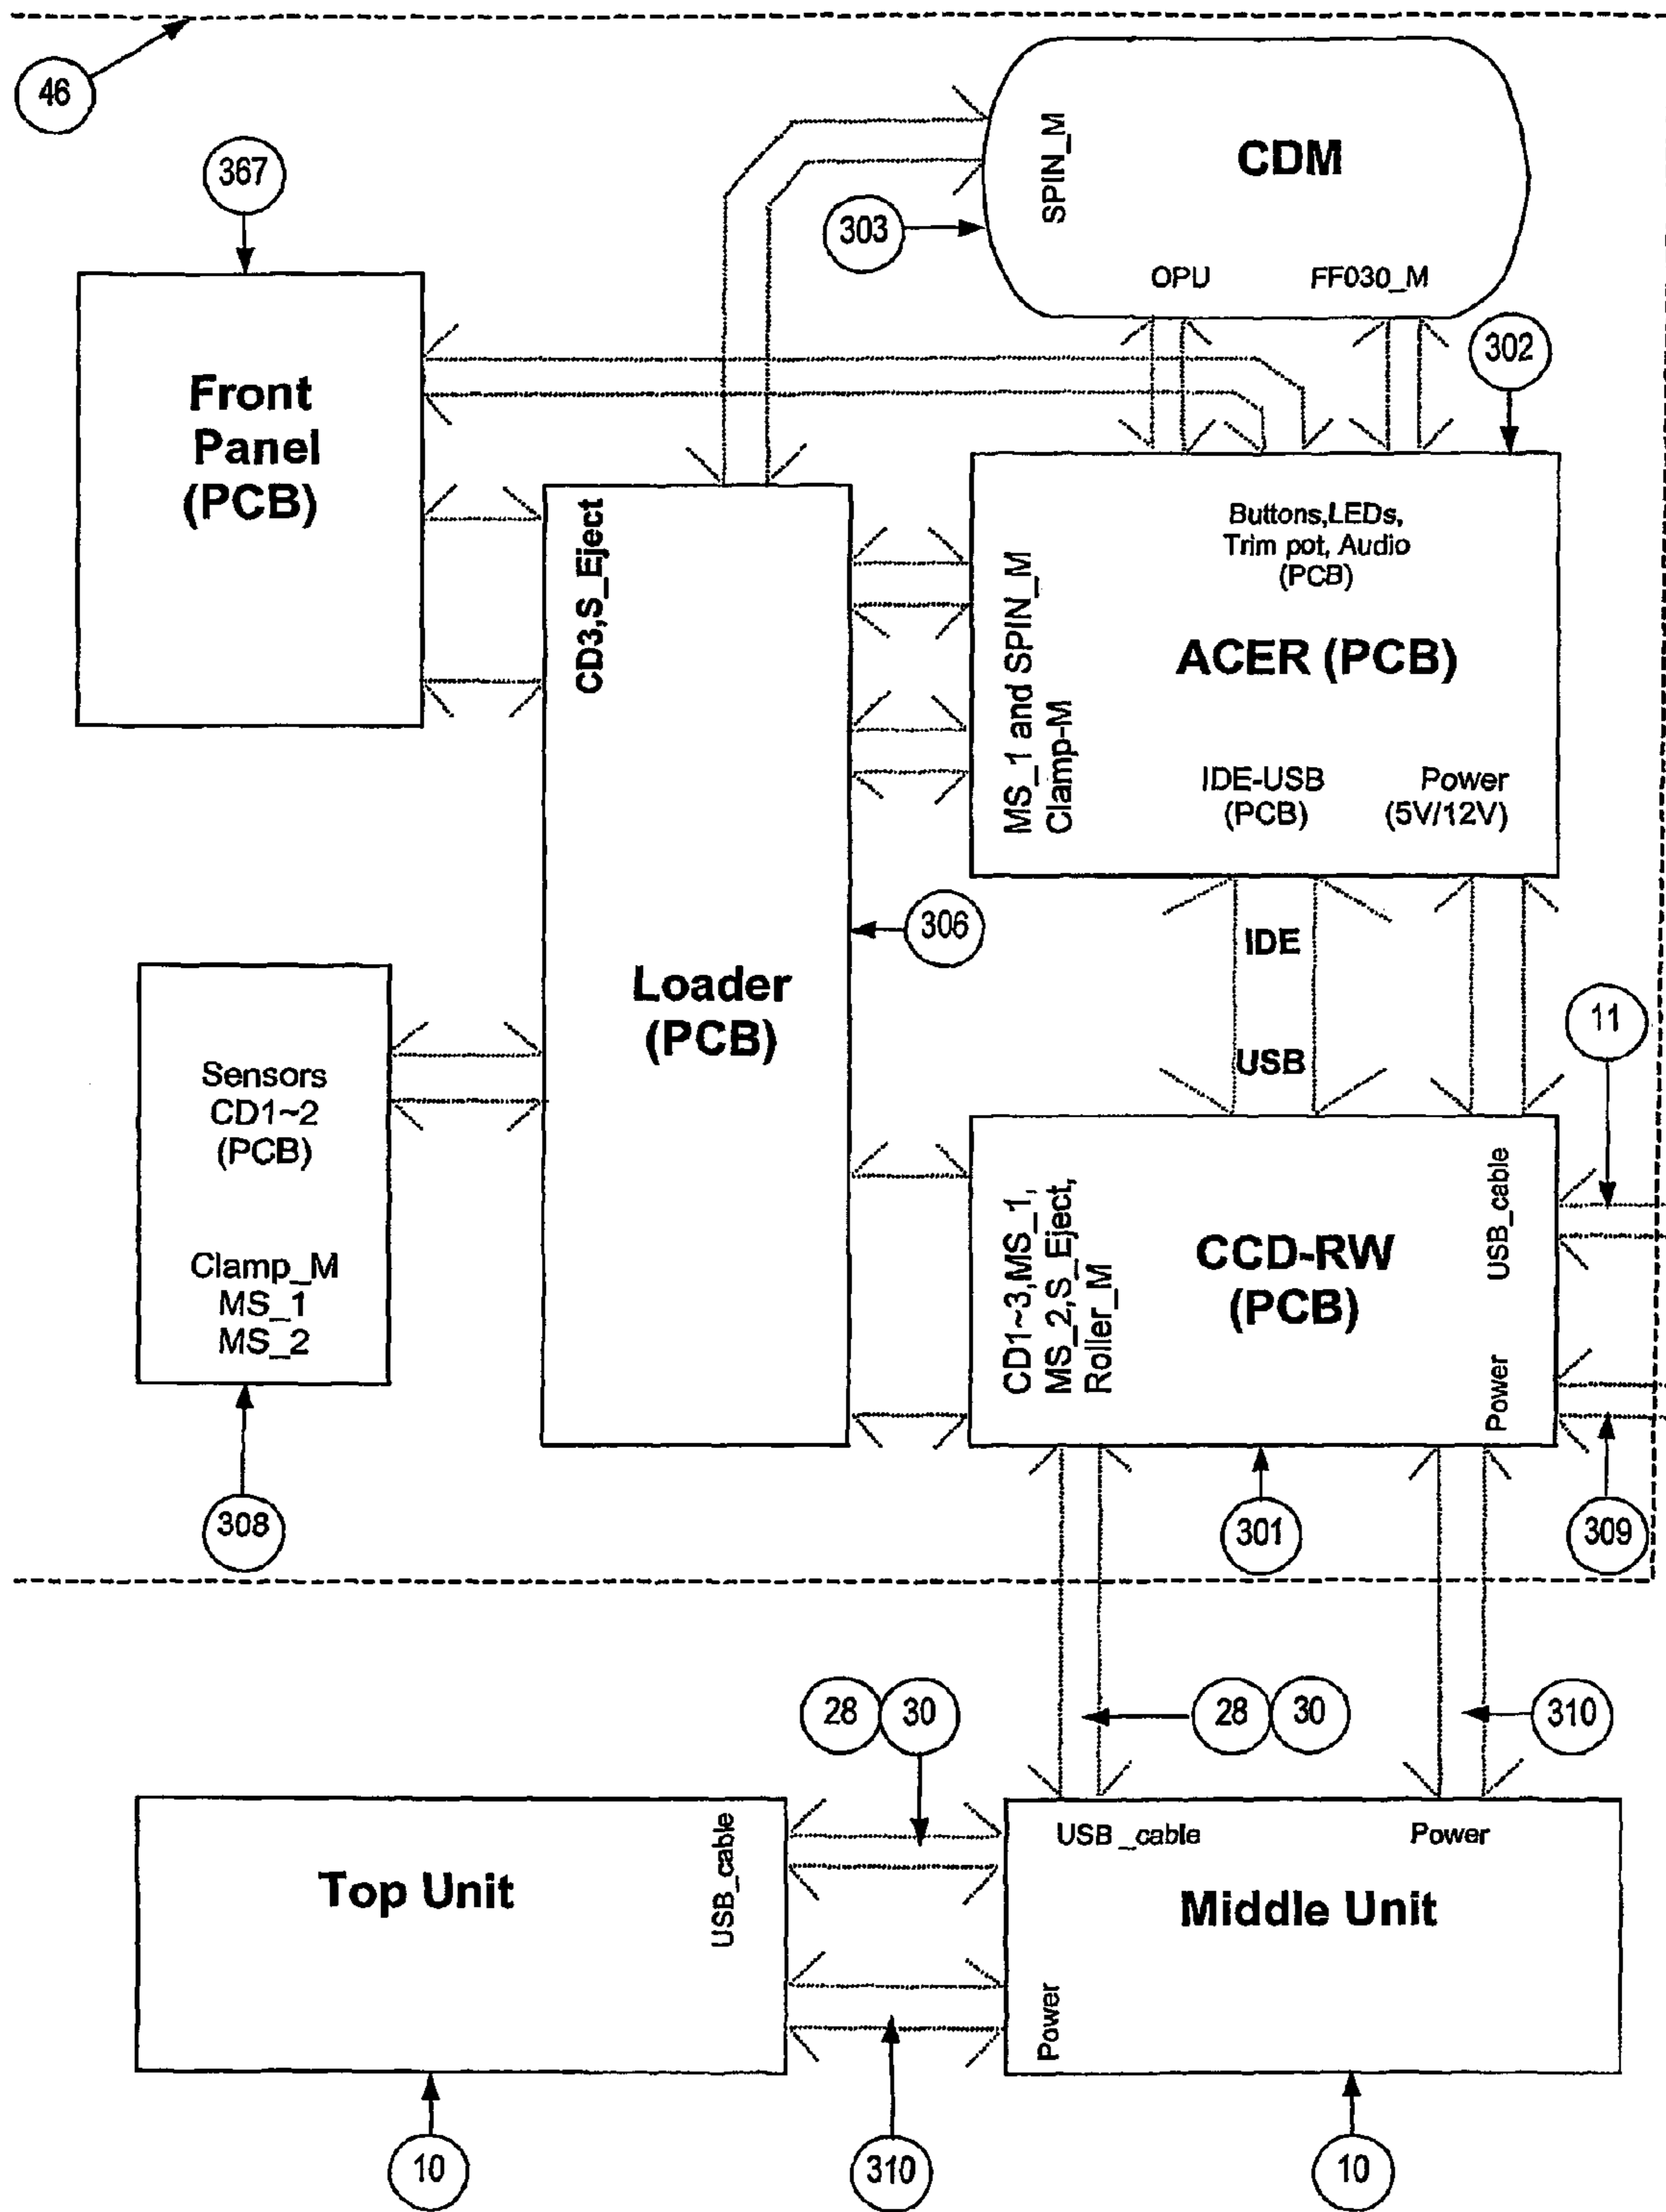 46
367
SPIN_M
CDM
303
OPU
FF030_M
302
Front
Panel
(PCB)
CD3,S_Eject
MS_1 and SPIN_M
Clamp-M
Buttons,LEDs,
Trim pot, Audio
(PCB)
ACER (PCB)
IDE-USB
(PCB)
Power
(5V/12V)
306
IDE
Loader
(PCB)
11
USB
Sensors
CD1~2
(PCB)
Clamp_M
MS_1
MS_2
CD1~3,MS_1,
MS_2,S_Eject,
Roller_M
CCD-RW
(PCB)
USB_cable
Power
308
301
309
28
30
28
30
310
Top Unit
USB_cable
USB_cable
Power
Middle Unit
Power
10
310
10